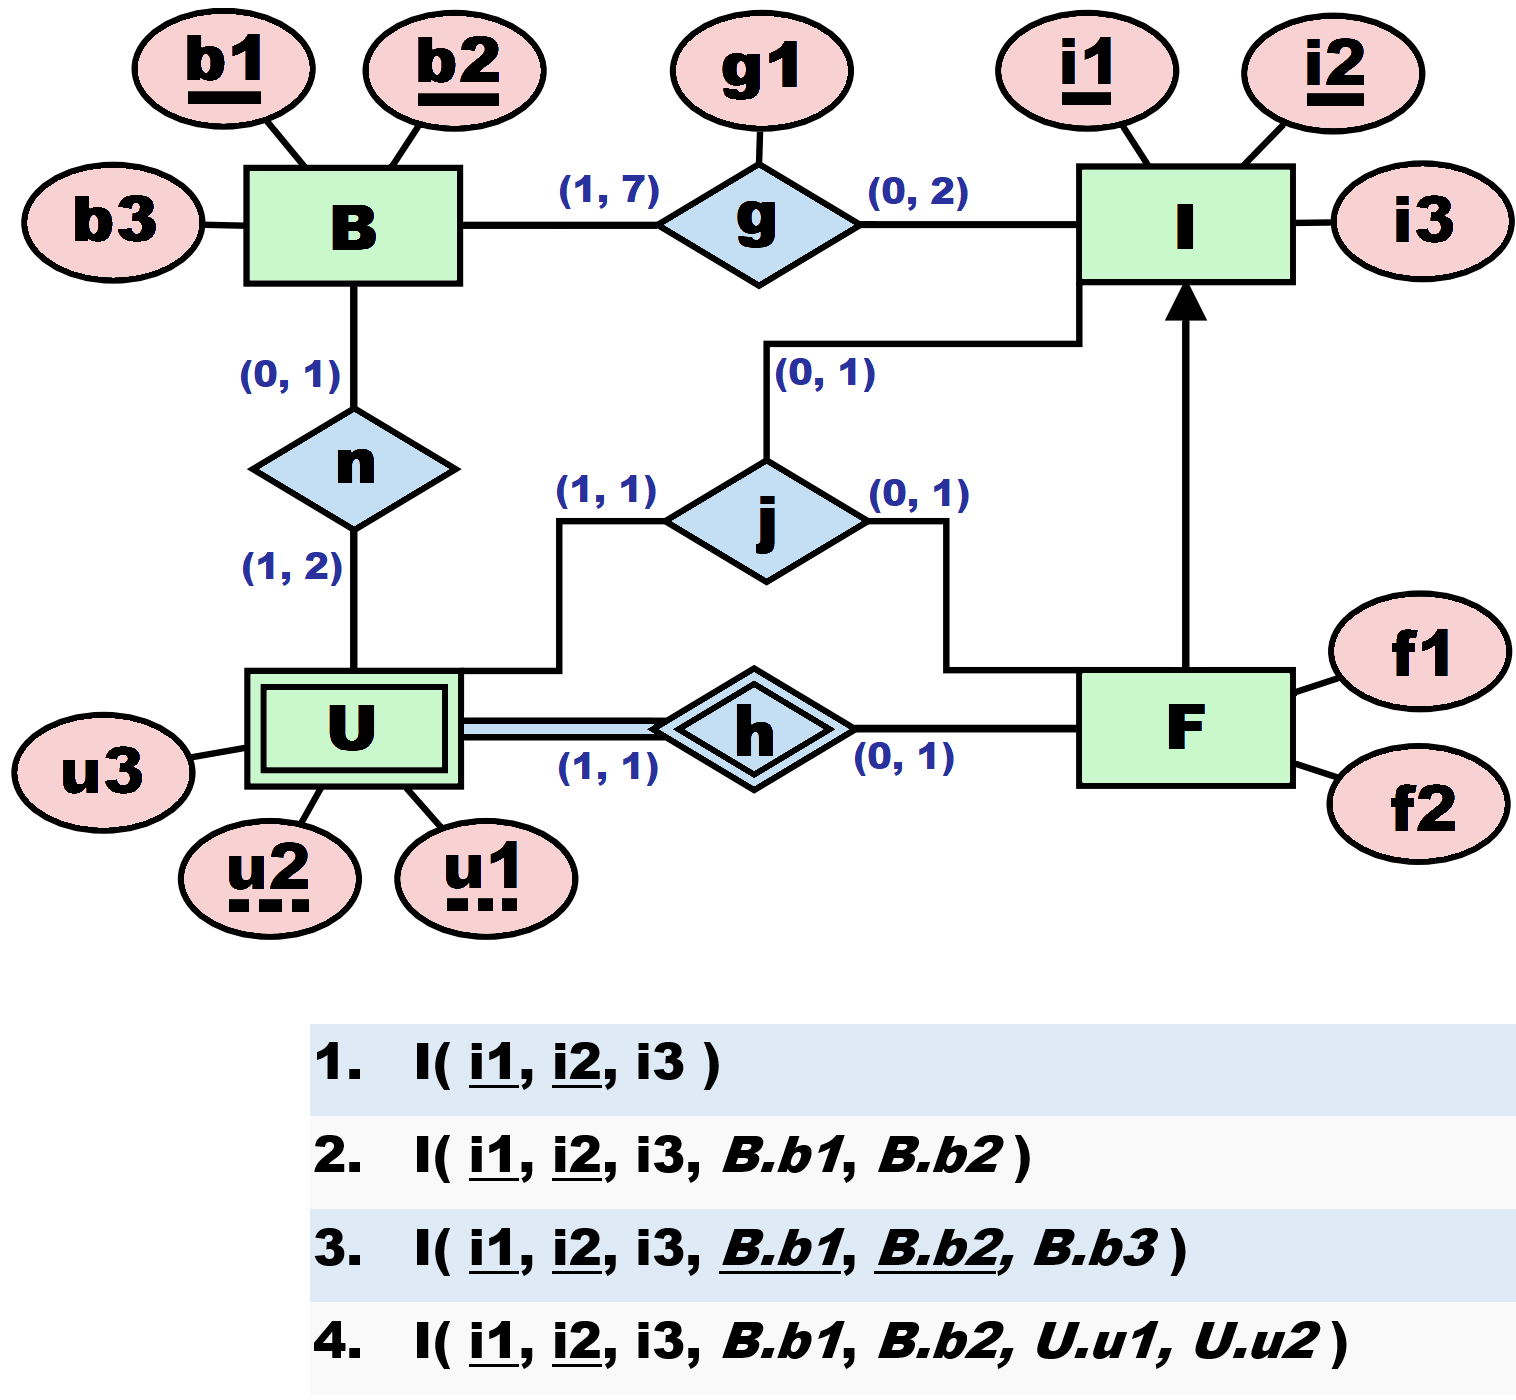 b1 b2 g1 i1 i2
b3 B (1, 7) g (0, 2) I i3
(0, 1) (0, 1)
n (1, 1) j (0, 1)
(1, 2)
f1
u3 U (1, 1) h (0, 1) F
f2
u2 u1
1. I( i1, i2, i3 )
2. I( i1, i2, i3, B.b1, B.b2 )
3. I( i1, i2, i3, B.b1, B.b2, B.b3 )
4. I( i1, i2, i3, B.b1, B.b2, U.u1, U.u2 )